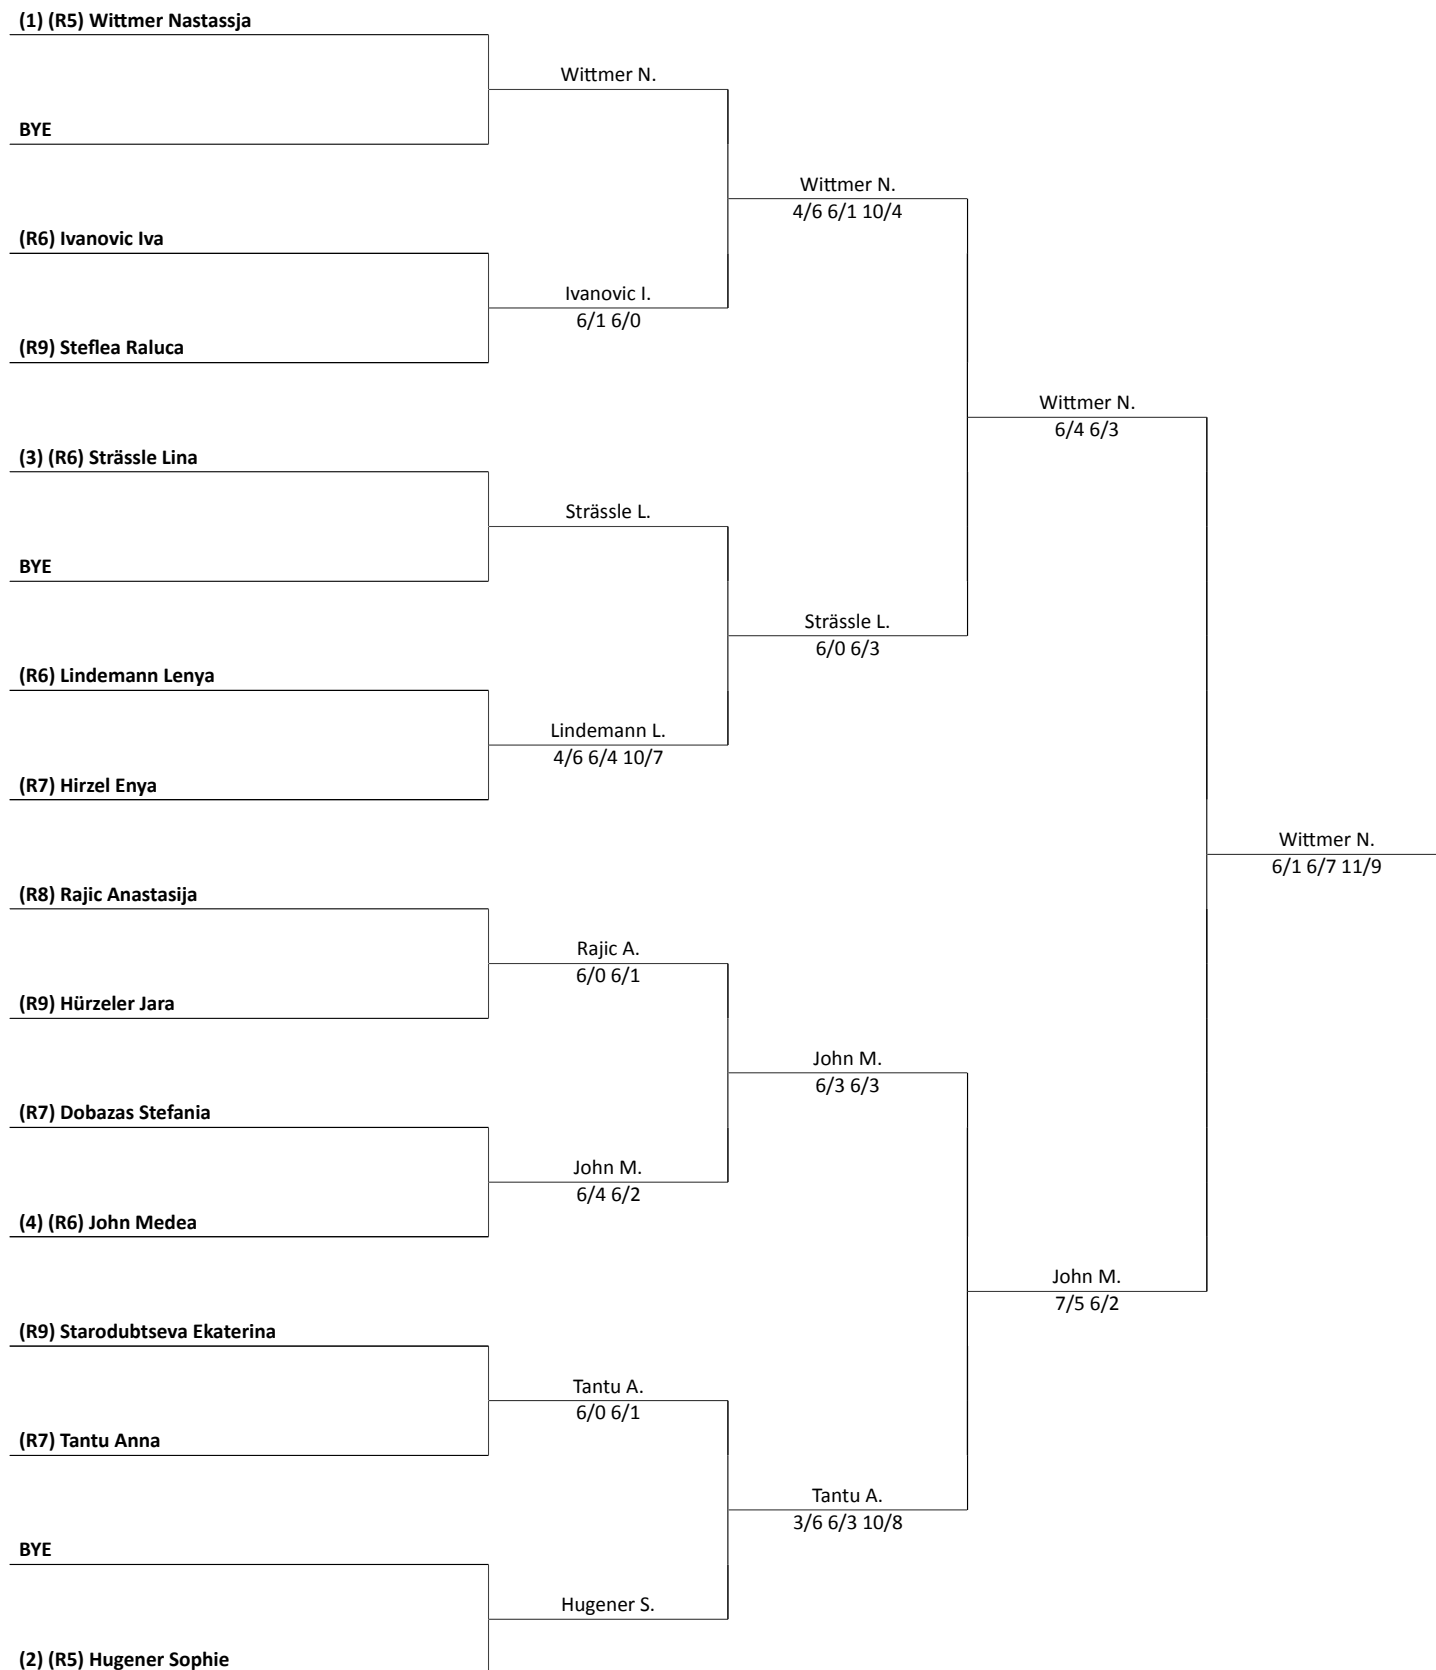 (1) (R5) Wittmer Nastassja
Wittmer N.
BYE
Wittmer N.
4/6 6/1 10/4
(R6) Ivanovic Iva
Ivanovic I.
6/1 6/0
(R9) Steflea Raluca
Wittmer N.
6/4 6/3
(3) (R6) Strässle Lina
Strässle L.
BYE
Strässle L.
6/0 6/3
(R6) Lindemann Lenya
Lindemann L.
4/6 6/4 10/7
(R7) Hirzel Enya
Wittmer N.
6/1 6/7 11/9
(R8) Rajic Anastasija
Rajic A.
6/0 6/1
(R9) Hürzeler Jara
John M.
6/3 6/3
(R7) Dobazas Stefania
John M.
6/4 6/2
(4) (R6) John Medea
John M.
7/5 6/2
(R9) Starodubtseva Ekaterina
Tantu A.
6/0 6/1
(R7) Tantu Anna
Tantu A.
3/6 6/3 10/8
BYE
Hugener S.
(2) (R5) Hugener Sophie